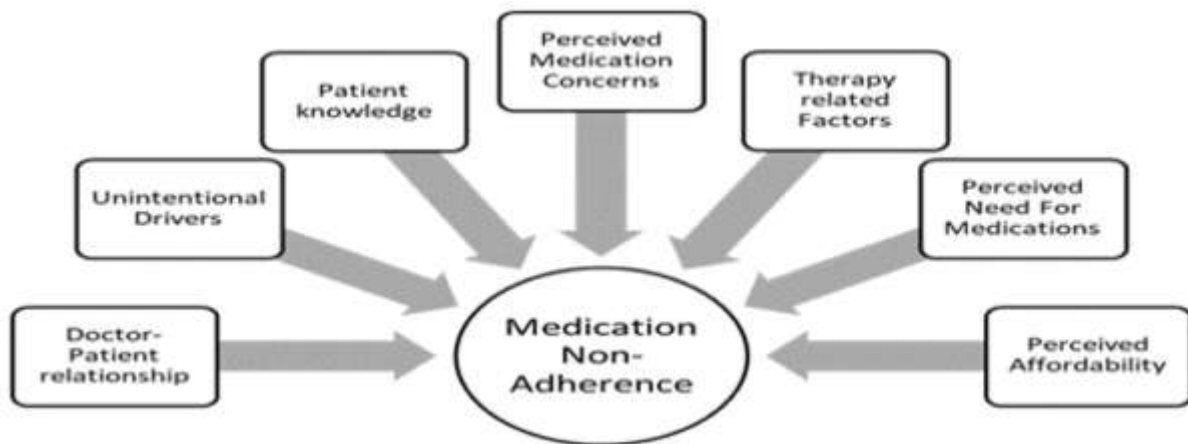 Perceived
Medication
Concerns
Patient
knowledge
Therapy
related
Factors
Unintentional
Drivers
Perceived
Need For
Medications
Doctor-
Patient
relationship
Medication
Non-
Adherence
Perceived
Affordability